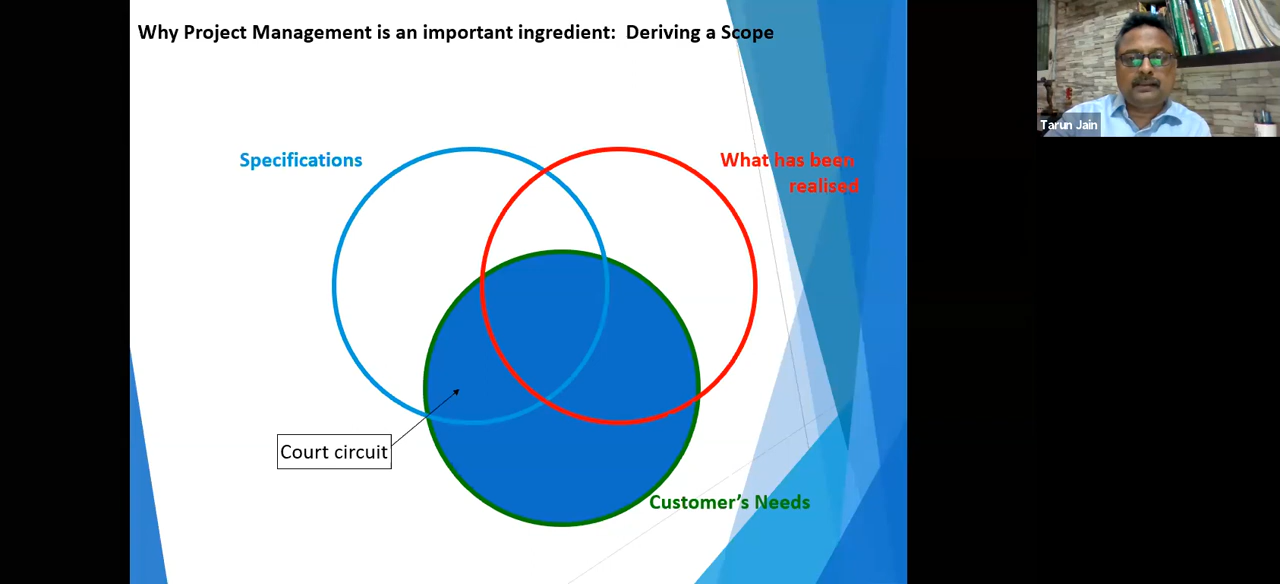 Why Project Management is an important ingredient: Deriving a Scope
Tarun Jain
Specifications
What has been
realised
Court circuit
Customer's Needs